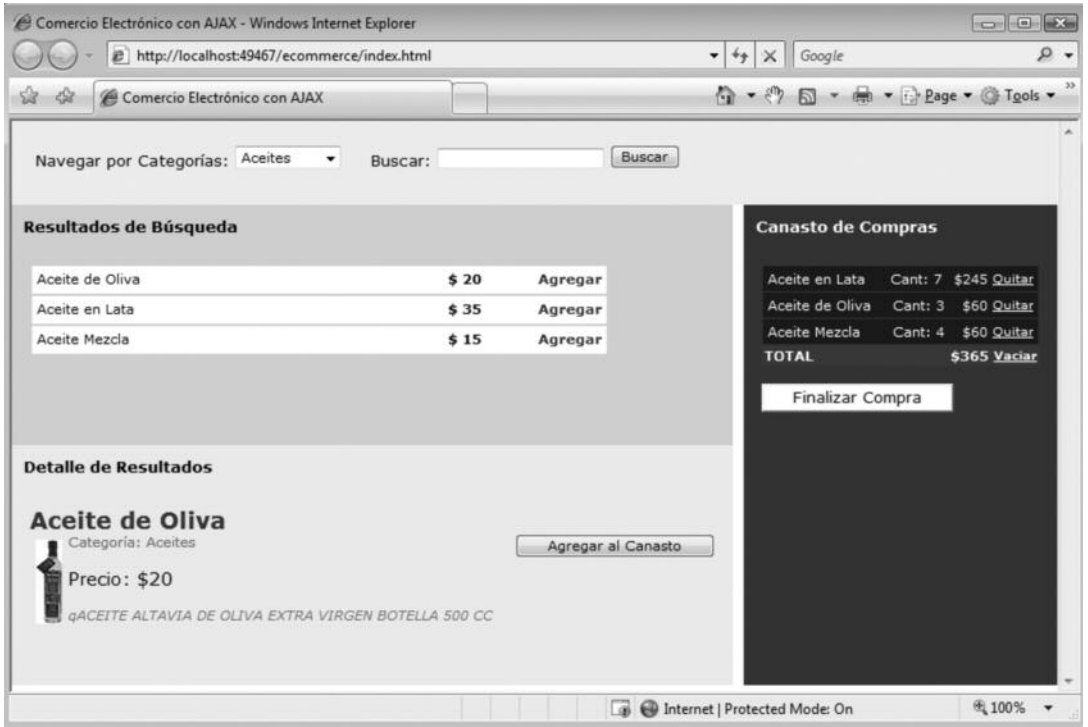 Comercio Electrónico con AJAX - Windows Internet Explorer
http://localhost:49467/ecommerce/index.html
Google
Comercio Electrónico con AJAX
Page
Tools
Navegar por Categorías: Aceites Buscar: Buscar
Resultados de Búsqueda
Aceite de Oliva $ 20 Agregar
Aceite en Lata $ 35 Agregar
Aceite Mezcla $ 15 Agregar
Canasto de Compras
Aceite en Lata Cant: 7 $245 Quitar
Aceite de Oliva Cant: 3 $60 Quitar
Aceite Mezcla Cant: 4 $60 Quitar
TOTAL $365 Vaciar
Finalizar Compra
Detalle de Resultados
Aceite de Oliva
Categoría: Aceites
Agregar al Canasto
Precio: $20
qACEITE ALTAVIA DE OLIVA EXTRA VIRGEN BOTELLA 500 CC
Internet | Protected Mode: On
100%